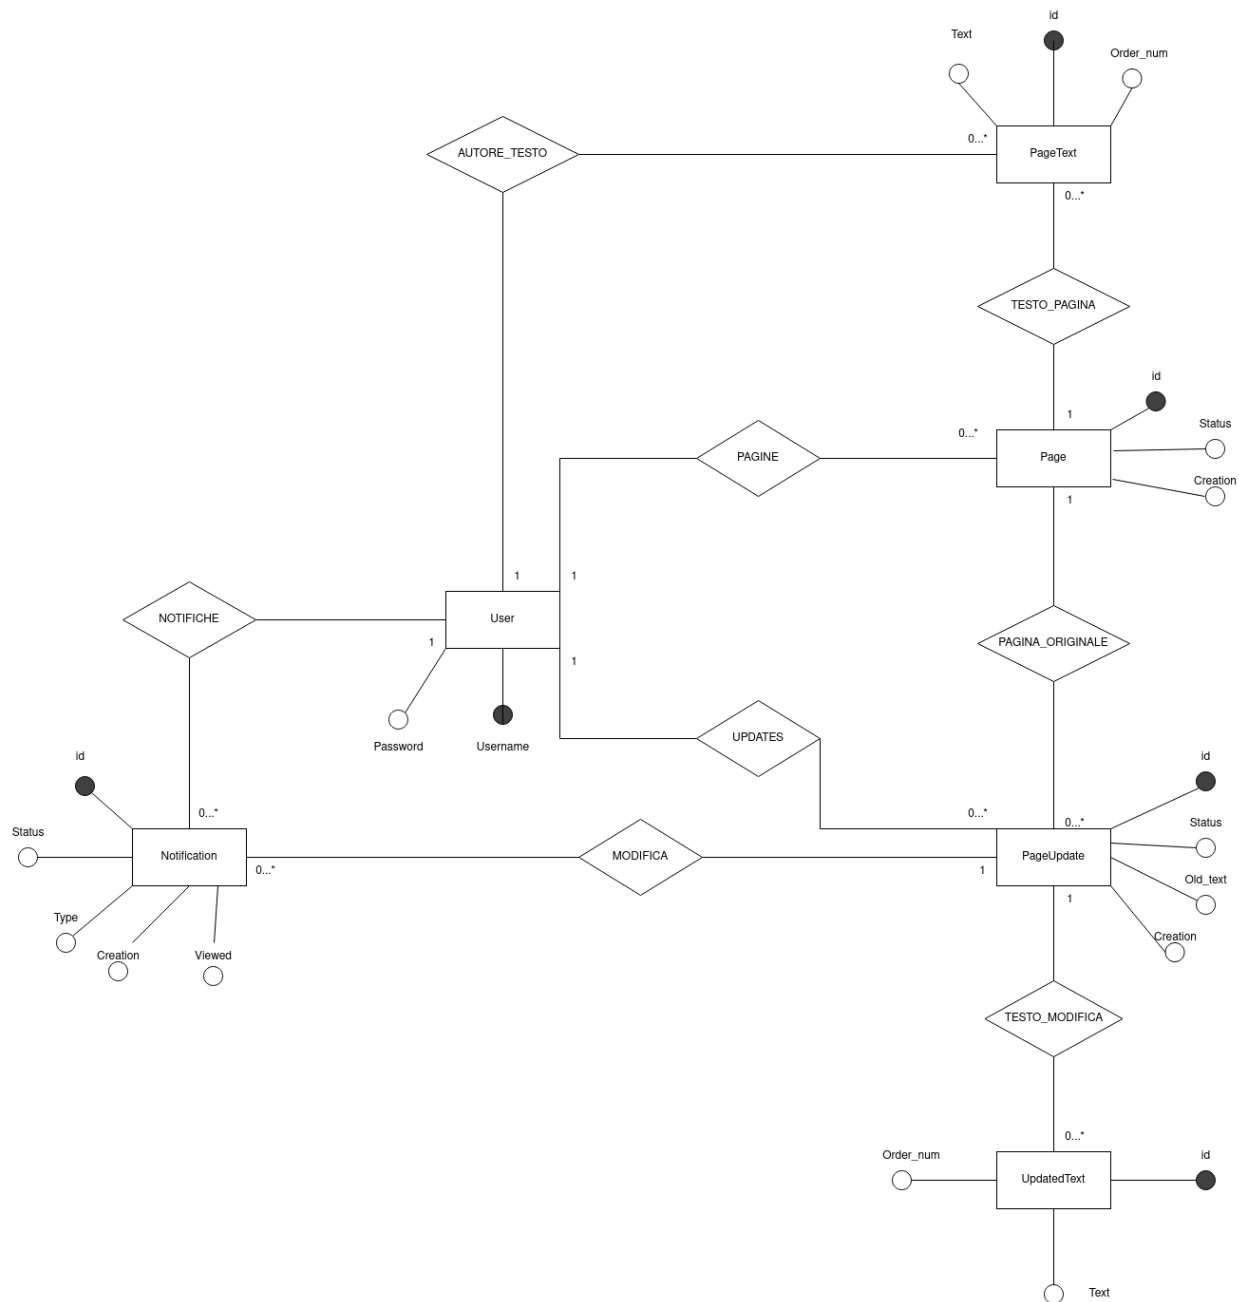 id
Text
Order_num
0...*
AUTORE_TESTO
PageText
0...*
TESTO_PAGINA
id
1
Status
0...*
PAGINE
Page
Creation
1
1
1
NOTIFICHE
User
1
PAGINA_ORIGINALE
1
UPDATES
Password
Username
id
id
0...*
0...*
0...*
Status
Status
Notification
MODIFICA
PageUpdate
0...*
1
Old_text
1
Type
Creation
Creation
Viewed
TESTO_MODIFICA
0...*
Order_num
id
UpdatedText
Text